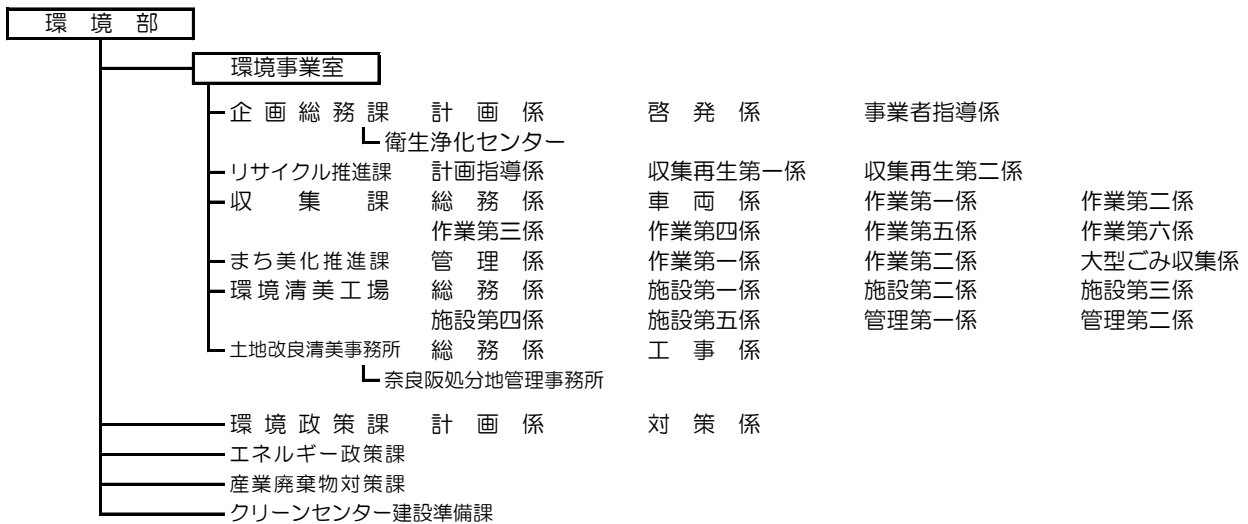 環境部
環境事業室
企画総務課 計画係 啓発係 事業者指導係
衛生浄化センター
リサイクル推進課 計画指導係 収集再生第一係 収集再生第二係
収集課 総務係 車両係 作業第一係 作業第二係
作業第三係 作業第四係 作業第五係 作業第六係
まち美化推進課 管理係 作業第一係 作業第二係 大型ごみ収集係
環境清美工場 総務係 施設第一係 施設第二係 施設第三係
施設第四係 施設第五係 管理第一係 管理第二係
土地改良清美事務所 総務係 工事係
奈良阪処分地管理事務所
環境政策課 計画係 対策係
エネルギー政策課
産業廃棄物対策課
クリーンセンター建設準備課